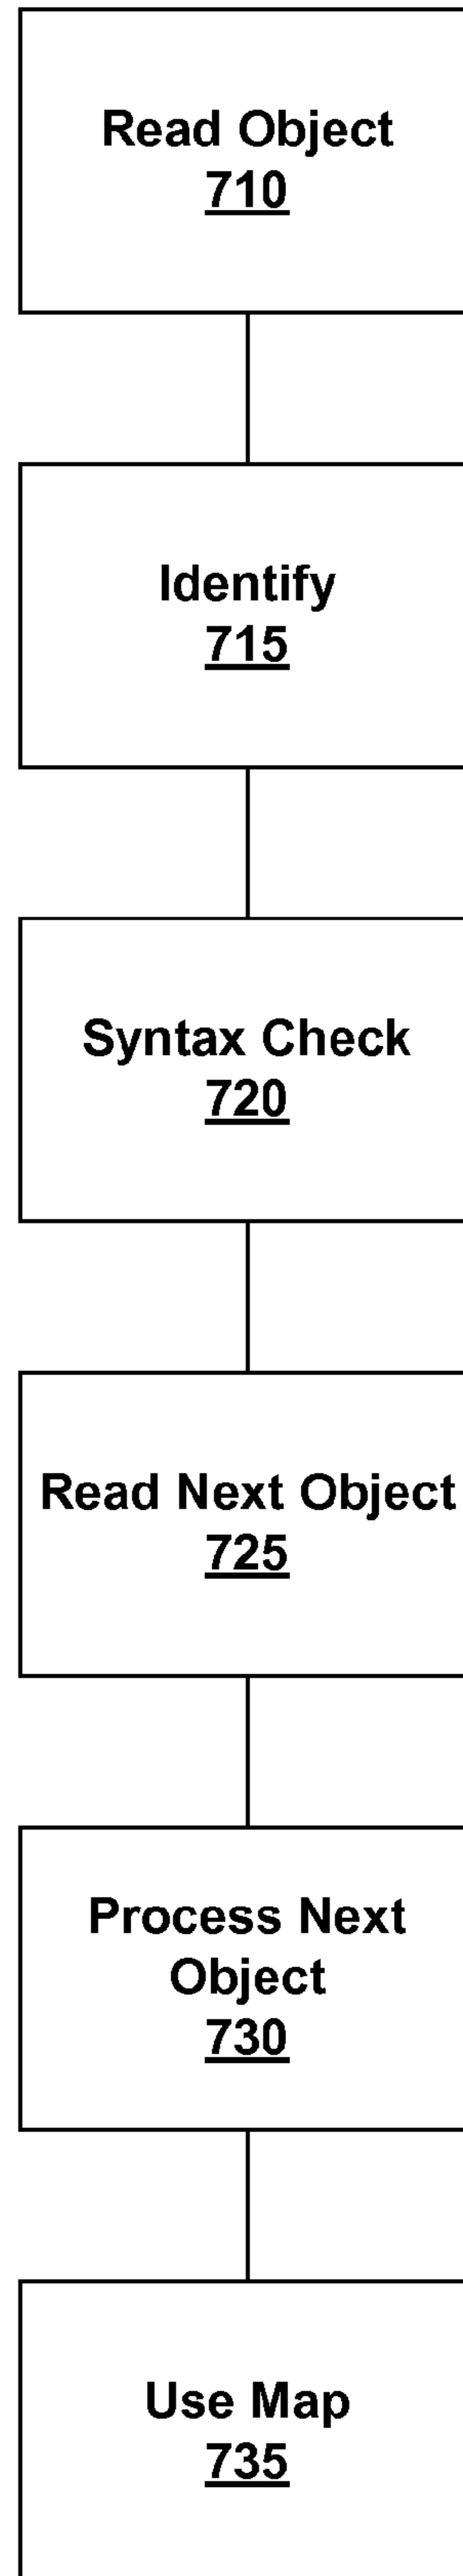 Read Object
710
Identify
715
Syntax Check
720
Read Next Object
725
Process Next
Object
730
Use Map
735